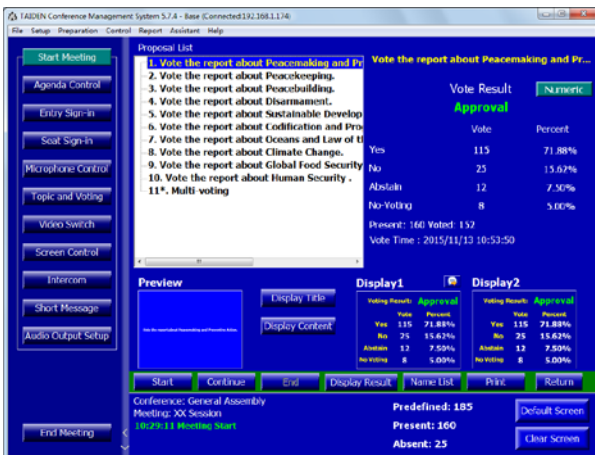 TAIDEN Conference Management System 5.7.4 - Base (Connected:192.168.1.174)
File Setup Preparation Control Report Assistant Help
Start Meeting
Agenda Control
Entry Sign-in
Seat Sign-in
Microphone Control
Topic and Voting
Video Switch
Screen Control
Intercom
Short Message
Audio Output Setup
End Meeting
Proposal List
1. Vote the report about Peacemaking and Pr
2. Vote the report about Peacekeeping.
3. Vote the report about Peacebuilding.
4. Vote the report about Disarmament.
5. Vote the report about Sustainable Develop
6. Vote the report about Codification and Pro
7. Vote the report about Oceans and Law of t
8. Vote the report about Climate Change.
9. Vote the report about Global Food Security
10. Vote the report about Human Security .
11*. Multi-voting
Vote the report about Peacemaking and Pr...
Vote Result Numeric
Approval
Vote Percent
Yes 115 71.88%
No 25 15.62%
Abstain 12 7.50%
No-Voting 8 5.00%
Present: 160 Voted: 152
Vote Time : 2015/11/13 10:53:50
Preview
Vote the report about Peacemaking and Preventive Action.
Display Title
Display Content
Display1
Voting Result: Approval
Vote Percent
Yes 115 71.88%
No 25 15.62%
Abstain 12 7.50%
No Voting 8 5.00%
Display2
Voting Result: Approval
Vote Percent
Yes 115 71.88%
No 25 15.62%
Abstain 12 7.50%
No Voting 8 5.00%
Start Continue End Display Result Name List Print Return
Conference: General Assembly
Meeting: XX Session
10:29:11 Meeting Start
Predefined: 185
Present: 160
Absent: 25
Default Screen
Clear Screen